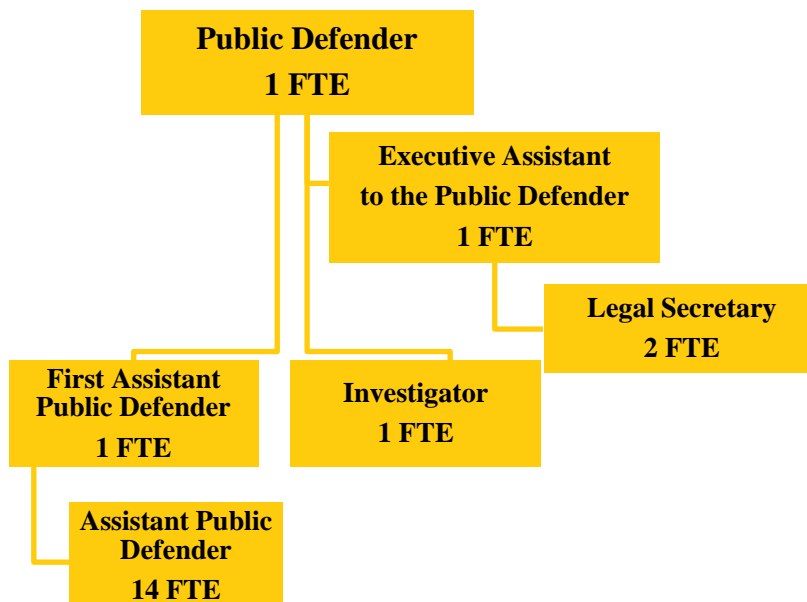 Public Defender
1 FTE
Executive Assistant
to the Public Defender
1 FTE
Legal Secretary
2 FTE
First Assistant
Public Defender
1 FTE
Investigator
1 FTE
Assistant Public
Defender
14 FTE